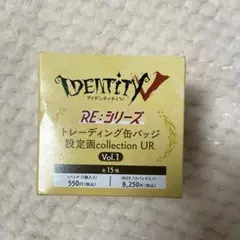 IDENTITY V
アイデンティティV
RE:シリーズ
トレーディング缶バッジ
設定画collection UR
Vol.1
全15種
550円(税込)
8,250円(税込)